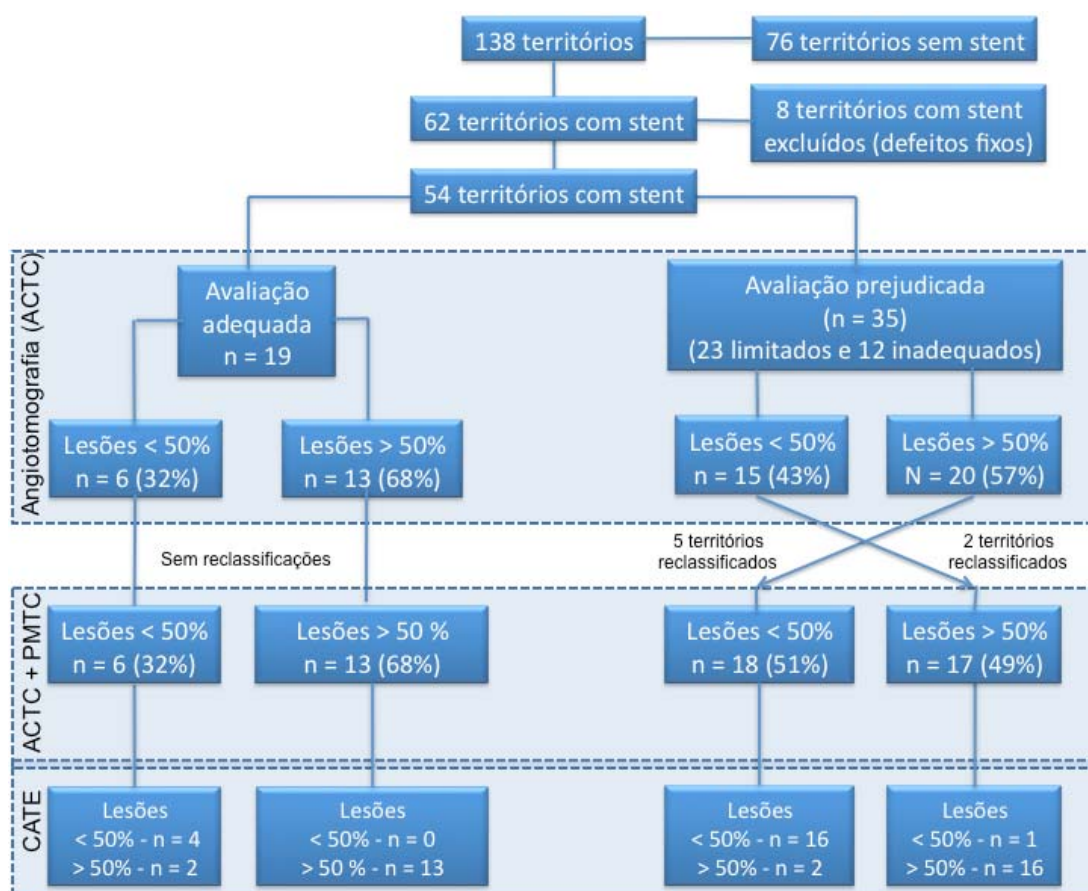 138 territórios
76 territórios sem stent
62 territórios com stent
8 territórios com stent
excluídos (defeitos fixos)
54 territórios com stent
Angiotomografia (ACTC)
Avaliação
adequada
n = 19
Avaliação prejudicada
(n = 35)
(23 limitados e 12 inadequados)
Lesões < 50%
n = 6 (32%)
Lesões > 50%
n = 13 (68%)
Lesões < 50%
n = 15 (43%)
Lesões > 50%
N = 20 (57%)
Sem reclassificações
5 territórios
reclassificados
2 territórios
reclassificados
ACTC + PMTC
Lesões < 50%
n = 6 (32%)
Lesões > 50 %
n = 13 (68%)
Lesões < 50%
n = 18 (51%)
Lesões > 50%
n = 17 (49%)
CATE
Lesões
< 50% - n = 4
> 50% - n = 2
Lesões
< 50% - n = 0
> 50 % - n = 13
Lesões
< 50% - n = 16
> 50% - n = 2
Lesões
< 50% - n = 1
> 50% - n = 16